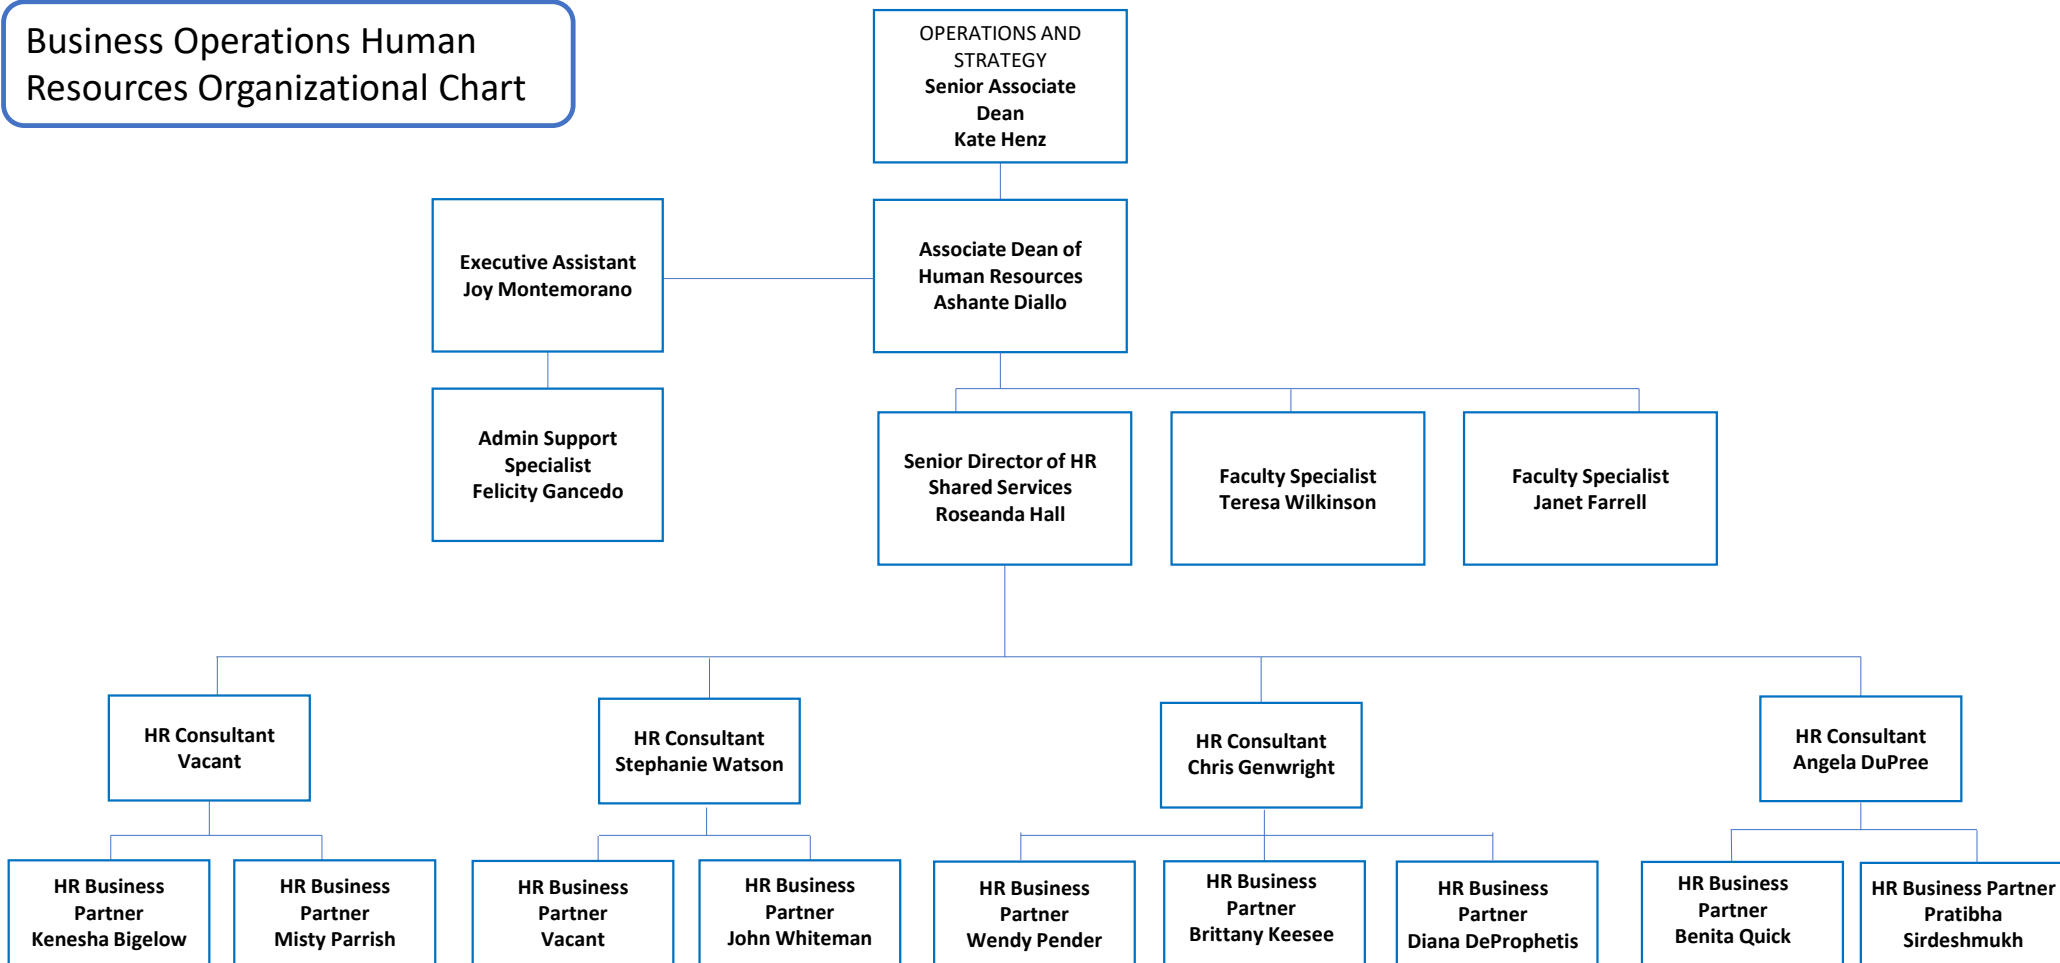 Business Operations Human
Resources Organizational Chart
OPERATIONS AND
STRATEGY
Senior Associate
Dean
Kate Henz
Executive Assistant
Joy Montemorano
Associate Dean of
Human Resources
Ashante Diallo
Admin Support
Specialist
Felicity Gancedo
Senior Director of HR
Shared Services
Roseanda Hall
Faculty Specialist
Teresa Wilkinson
Faculty Specialist
Janet Farrell
HR Consultant
Vacant
HR Consultant
Stephanie Watson
HR Consultant
Chris Genwright
HR Consultant
Angela DuPree
HR Business
Partner
Kenesha Bigelow
HR Business
Partner
Misty Parrish
HR Business
Partner
Vacant
HR Business
Partner
John Whiteman
HR Business
Partner
Wendy Pender
HR Business
Partner
Brittany Keesee
HR Business
Partner
Diana DeProphetis
HR Business
Partner
Benita Quick
HR Business Partner
Pratibha
Sirdeshmukh